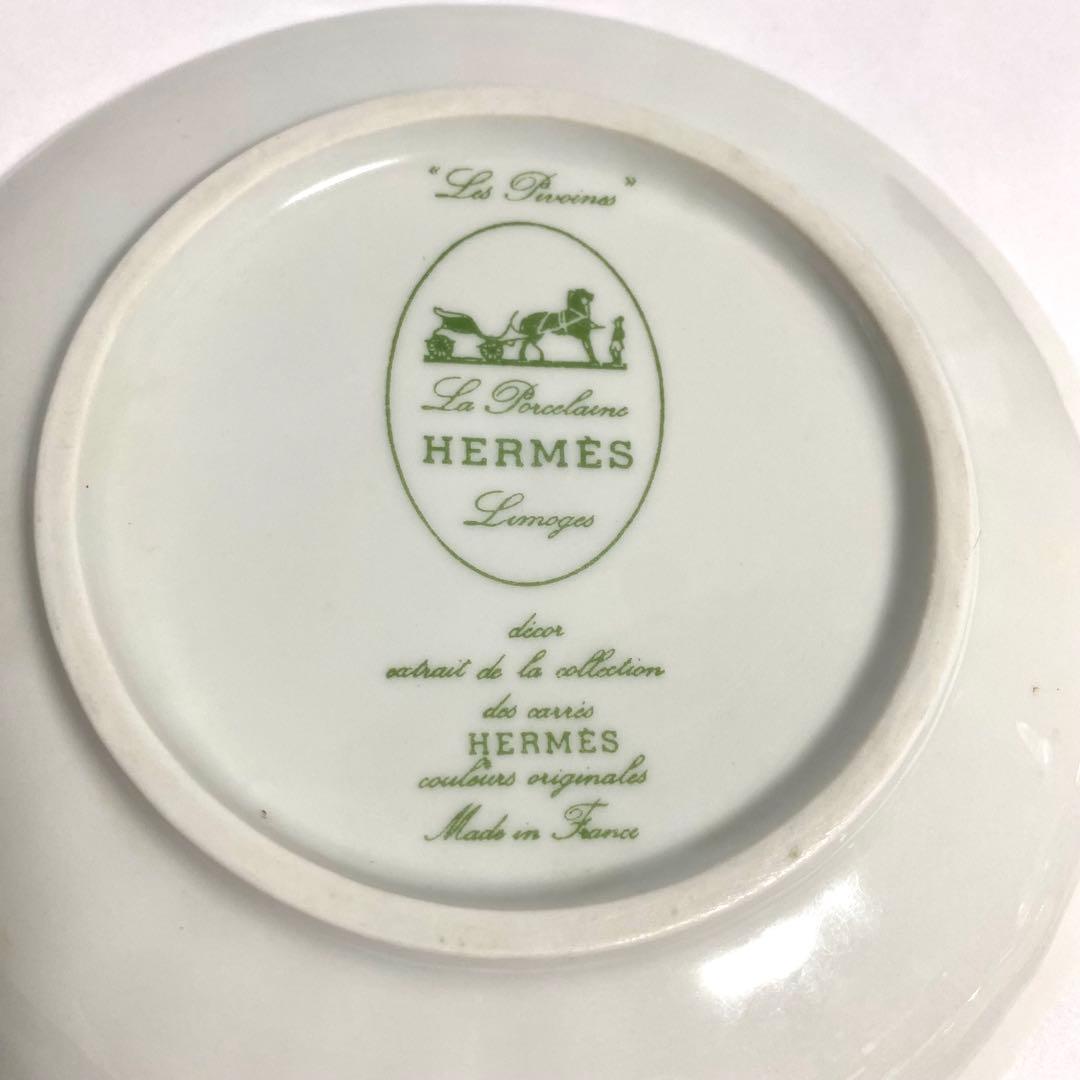 “Les Pivoines”
La Porcelaine
HERMÈS
Limoges
décor
extrait de la collection
des carrés
HERMÈS
couleurs originales
Made in France